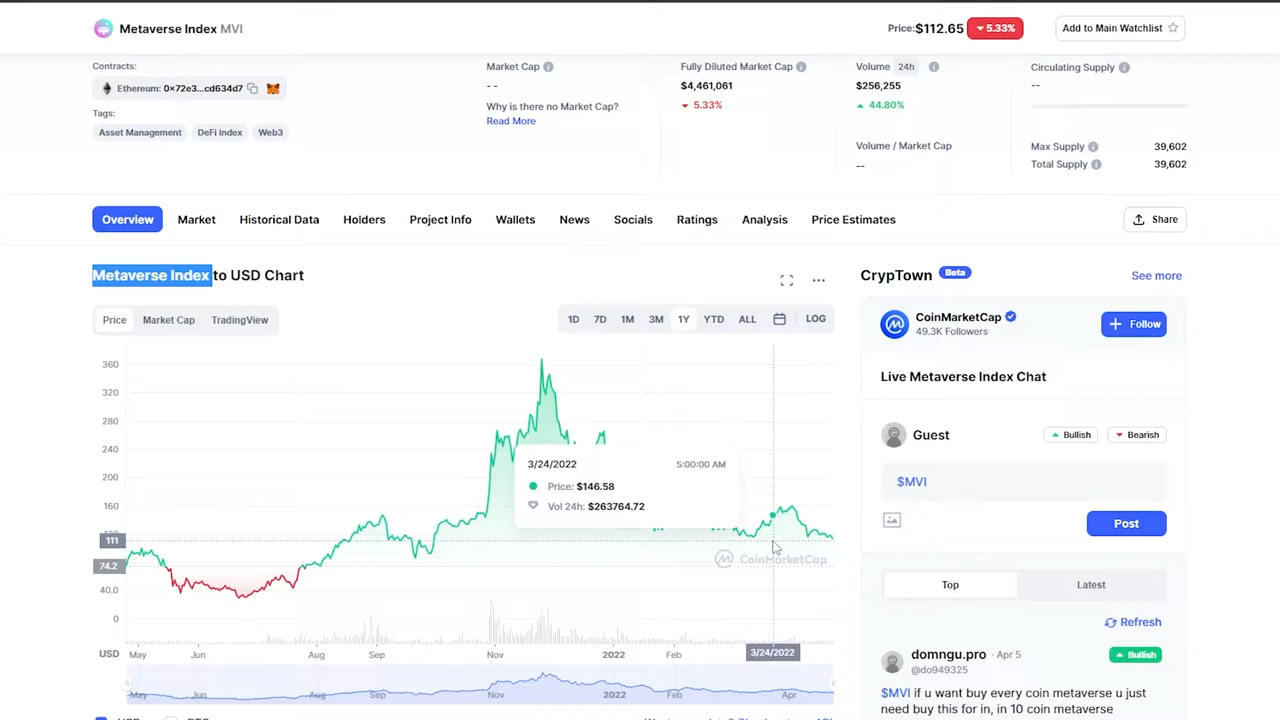 Metaverse Index MVI
Price:$112.65 5.33%
Add to Main Watchlist
Contracts:
Ethereum: 0x72e3...cd634d7
Tags:
Asset Management DeFi Index Web3
Market Cap
- -
Why is there no Market Cap?
Read More
Fully Diluted Market Cap
$4,461,061
5.33%
Volume 24h
$256,255
44.80%
Volume / Market Cap
--
Circulating Supply
--
Max Supply 39,602
Total Supply 39,602
Overview Market Historical Data Holders Project Info Wallets News Socials Ratings Analysis Price Estimates
Share
Metaverse Index to USD Chart
Price Market Cap TradingView
1D 7D 1M 3M 1Y YTD ALL LOG
360
320
280
240
200
160
111
74.2
40.0
0
3/24/2022 5:00:00 AM
Price: $146.58
Vol 24h: $263764.72
CoinMarketCap
USD May Jun Aug Sep Nov 2022 Feb 3/24/2022
May Jun Aug Sep Nov 2022 Feb Apr
CrypTown Beta
See more
CoinMarketCap
49.3K Followers
Follow
Live Metaverse Index Chat
Guest
Bullish Bearish
$MVI
Post
Top Latest
Refresh
domngu.pro · Apr 5
@do949325
Bullish
$MVI if u want buy every coin metaverse u just
need buy this for in, in 10 coin metaverse